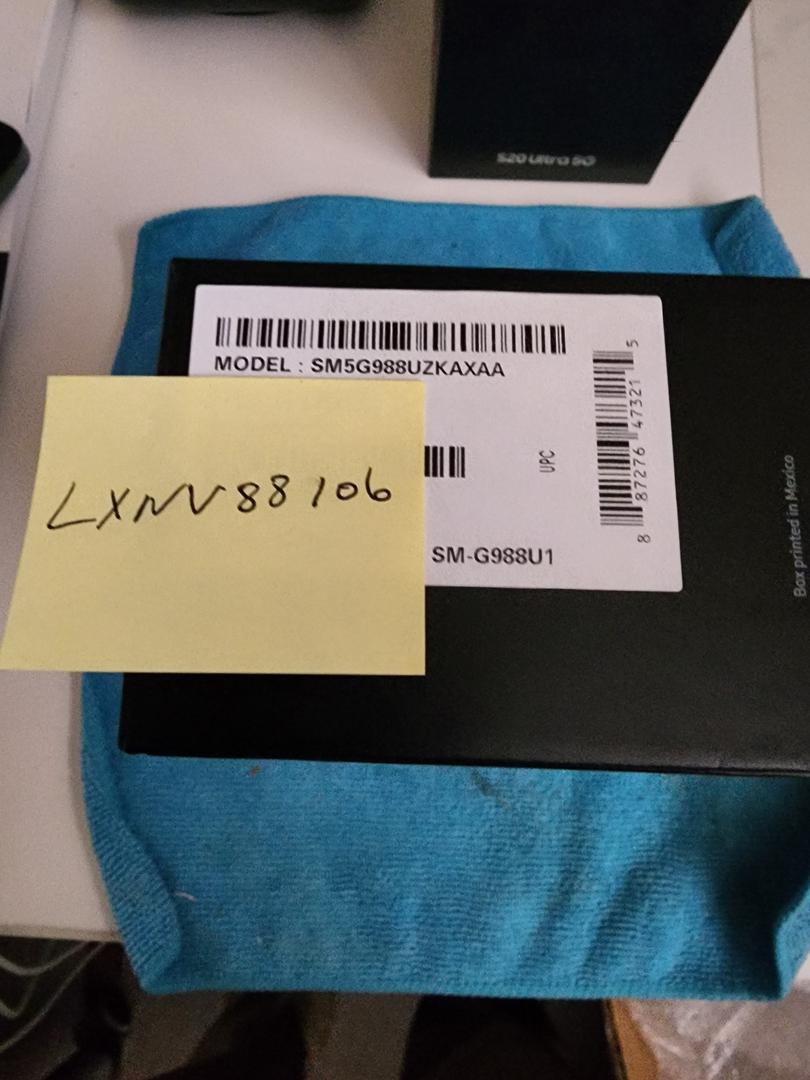 S20 Ultra 5G
MODEL : SM5G988UZKAXAA
LXNV88106
UPC
8 87276 47321 5
SM-G988U1
Box printed in Mexico